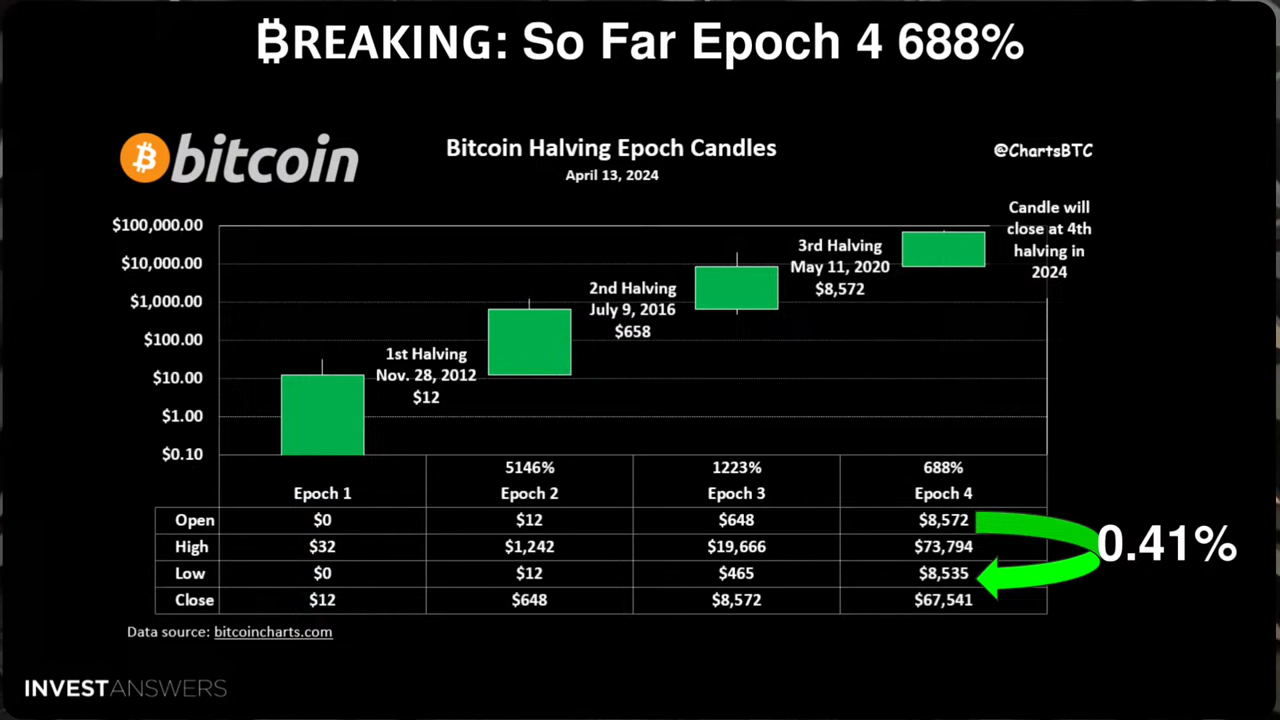 ₿REAKING: So Far Epoch 4 688%
bitcoin
Bitcoin Halving Epoch Candles
April 13, 2024
@ChartsBTC
$100,000.00
$10,000.00
$1,000.00
$100.00
$10.00
$1.00
$0.10
1st Halving
Nov. 28, 2012
$12
2nd Halving
July 9, 2016
$658
3rd Halving
May 11, 2020
$8,572
Candle will
close at 4th
halving in
2024
5146% 1223% 688%
Epoch 1 Epoch 2 Epoch 3 Epoch 4
Open $0 $12 $648 $8,572
High $32 $1,242 $19,666 $73,794
Low $0 $12 $465 $8,535
Close $12 $648 $8,572 $67,541
0.41%
Data source: bitcoincharts.com
INVESTANSWERS